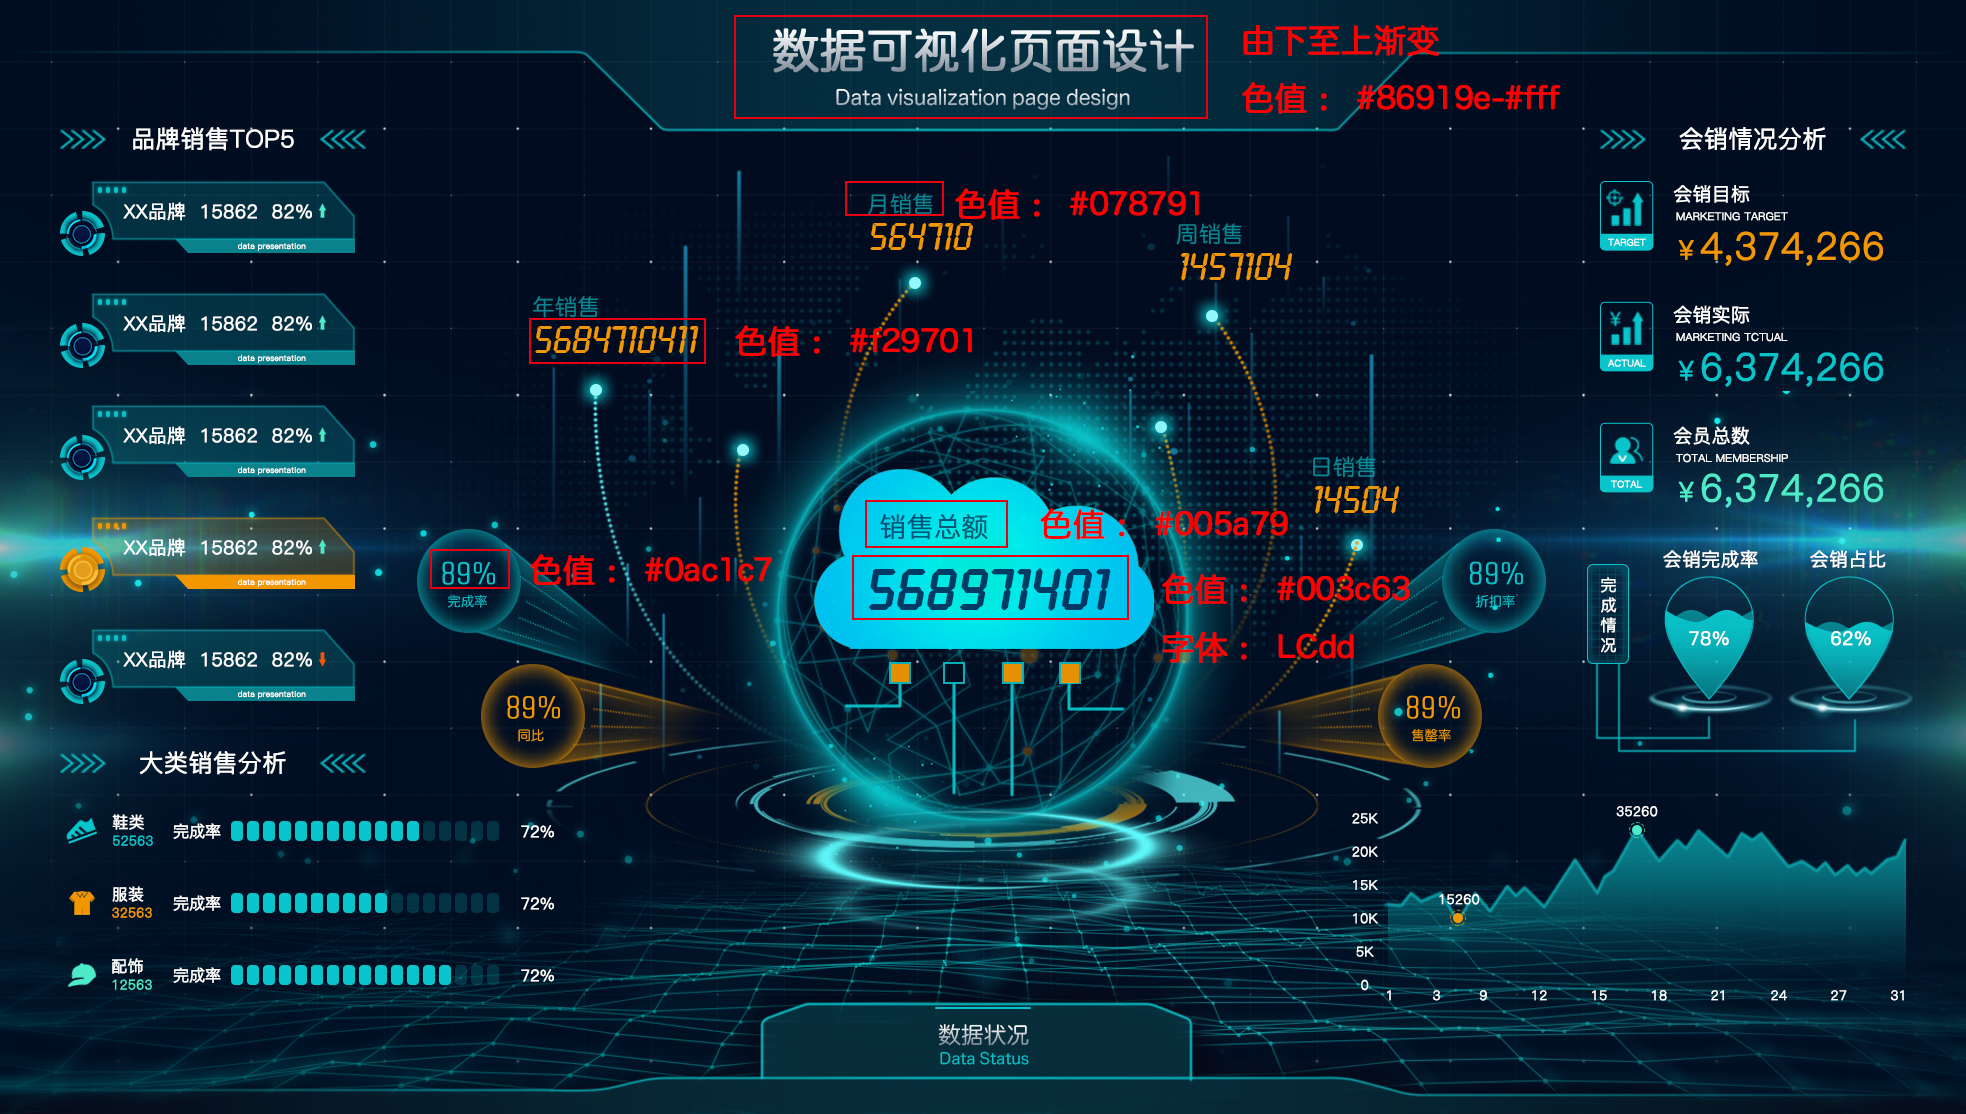 数据可视化页面设计
Data visualization page design
由下至上渐变
色值： #86919e-#fff
品牌销售TOP5
XX品牌 15862 82%
data presentation
XX品牌 15862 82%
data presentation
XX品牌 15862 82%
data presentation
XX品牌 15862 82%
data presentation
XX品牌 15862 82%
data presentation
大类销售分析
鞋类
52563
完成率
72%
服装
32563
完成率
72%
配饰
12563
完成率
72%
月销售
色值： #078791
564710
周销售
1457104
年销售
5684710411
色值： #f29701
日销售
14504
销售总额
色值： #005a79
568971401
色值： #003c63
字体： LCdd
89%
完成率
色值： #0ac1c7
89%
同比
89%
折扣率
89%
售罄率
数据状况
Data Status
会销情况分析
会销目标
MARKETING TARGET
¥4,374,266
TARGET
会销实际
MARKETING TCTUAL
¥6,374,266
¥
ACTUAL
会员总数
TOTAL MEMBERSHIP
¥6,374,266
TOTAL
完成情况
会销完成率
78%
会销占比
62%
35260
15260
25K
20K
15K
10K
5K
0
1 3 9 12 15 18 21 24 27 31